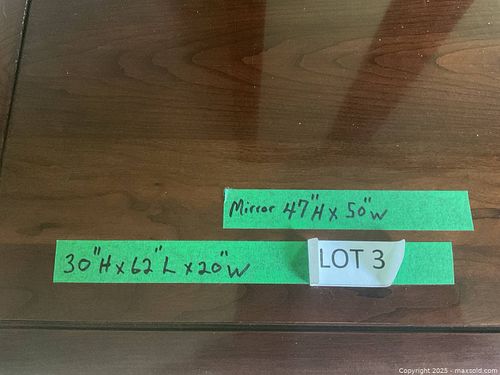 Mirror 47"H x 50"W
30"H x 62"L x 20"W
LOT 3
Copyright 2025 - maxsold.com